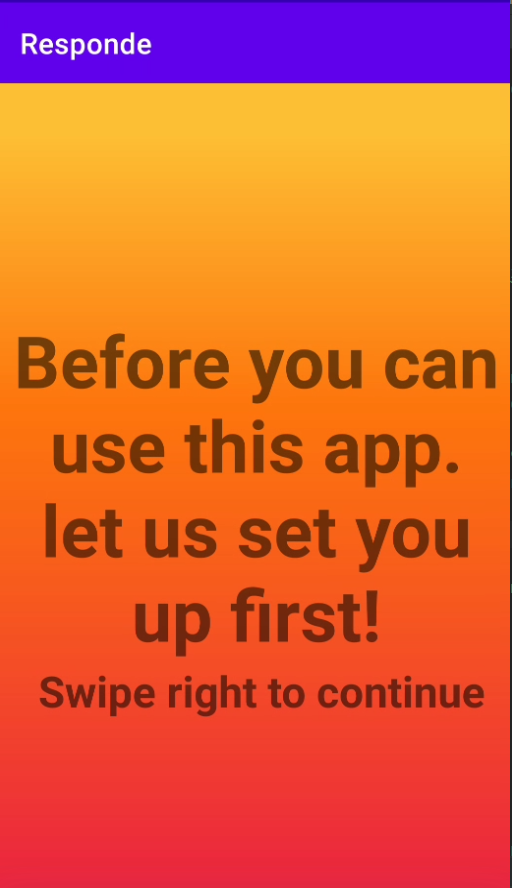 Responde
Before you can
use this app.
let us set you
up first!
Swipe right to continue